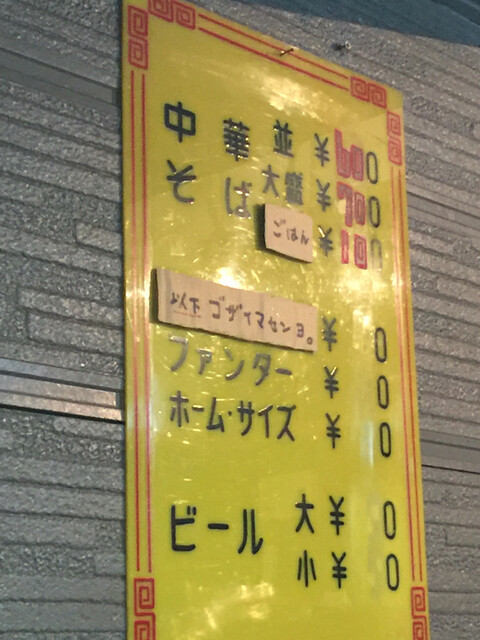 中華 並 ¥600
そば 大盛 ¥700
ごはん ¥100
以下 ゴザイマセンヨ。 ¥ 0
ファンター ¥ 0
ホーム・サイズ ¥ 0
ビール 大 ¥ 0
小 ¥ 0